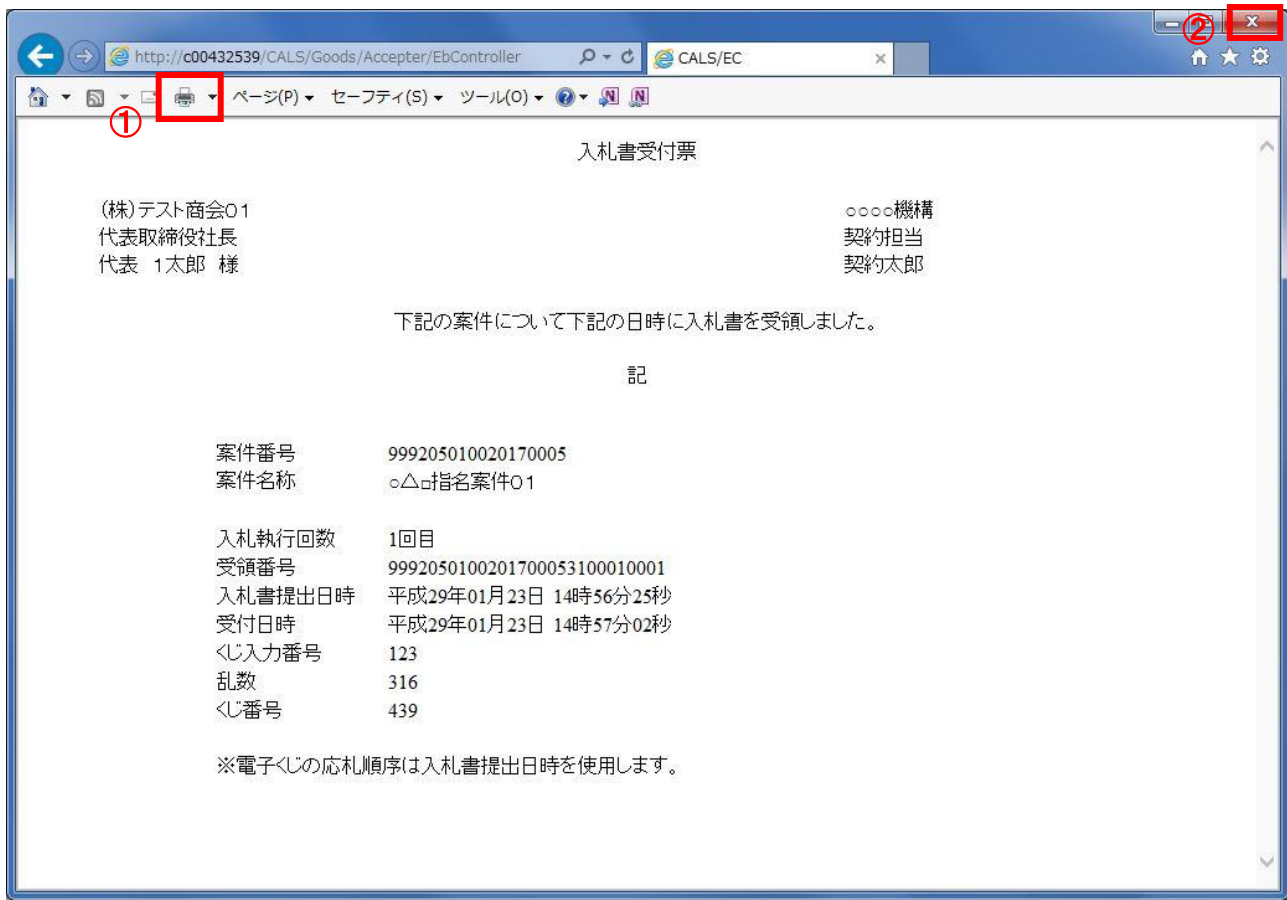 ②
http://c00432539/CALS/Goods/Accepter/EbController CALS/EC
ページ(P) セーフティ(S) ツール(O)
①
入札書受付票
(株)テスト商会01 ○○○○機構
代表取締役社長 契約担当
代表 1太郎 様 契約太郎
下記の案件について下記の日時に入札書を受領しました。
記
案件番号 999205010020170005
案件名称 ○△□指名案件01
入札執行回数 1回目
受領番号 9992050100201700053100010001
入札書提出日時 平成29年01月23日 14時56分25秒
受付日時 平成29年01月23日 14時57分02秒
くじ入力番号 123
乱数 316
くじ番号 439
※電子くじの応札順序は入札書提出日時を使用します。